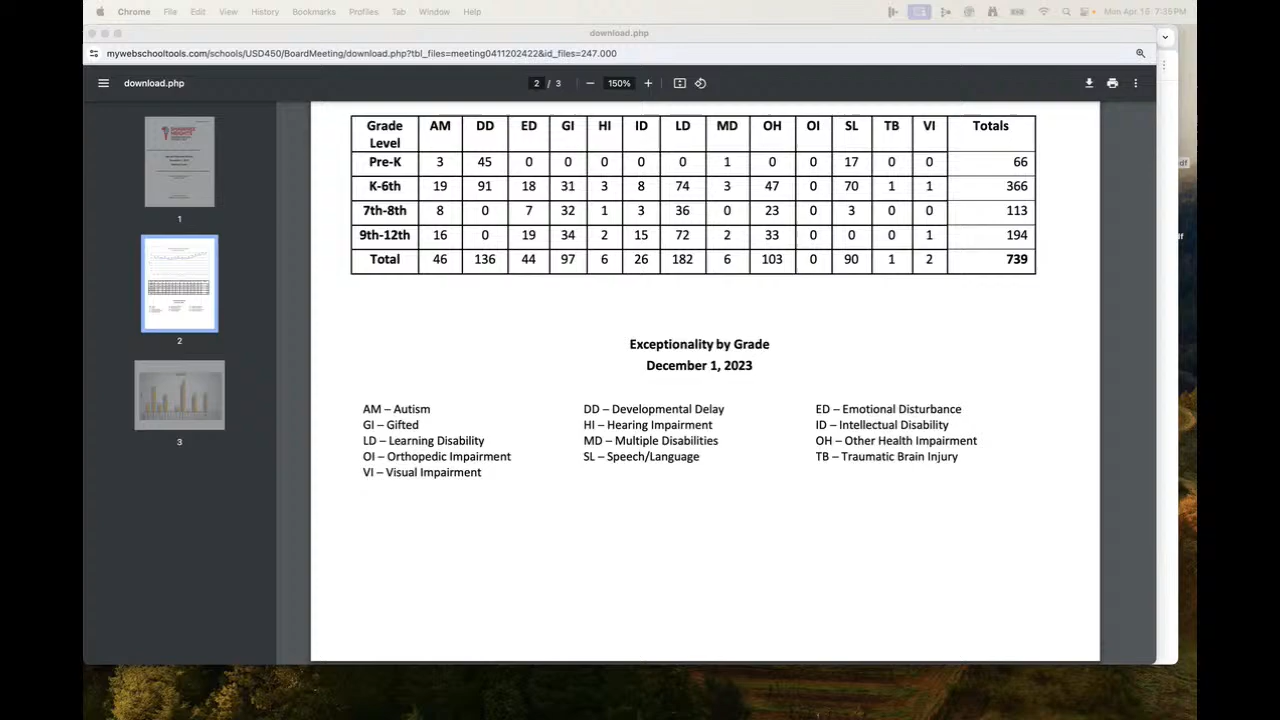 Chrome File Edit View History Bookmarks Profiles Tab Window Help Mon Apr 15 7:35PM
download.php
mywebschooltools.com/schools/USD450/BoardMeeting/download.php?tbl_files=meeting0411202422&id_files=247.000
download.php 2 / 3 150%
Grade Level AM DD ED GI HI ID LD MD OH OI SL TB VI Totals
Pre-K 3 45 0 0 0 0 0 1 0 0 17 0 0 66
K-6th 19 91 18 31 3 8 74 3 47 0 70 1 1 366
7th-8th 8 0 7 32 1 3 36 0 23 0 3 0 0 113
9th-12th 16 0 19 34 2 15 72 2 33 0 0 0 1 194
Total 46 136 44 97 6 26 182 6 103 0 90 1 2 739
Exceptionality by Grade
December 1, 2023
AM – Autism DD – Developmental Delay ED – Emotional Disturbance
GI – Gifted HI – Hearing Impairment ID – Intellectual Disability
LD – Learning Disability MD – Multiple Disabilities OH – Other Health Impairment
OI – Orthopedic Impairment SL – Speech/Language TB – Traumatic Brain Injury
VI – Visual Impairment
1
2
3